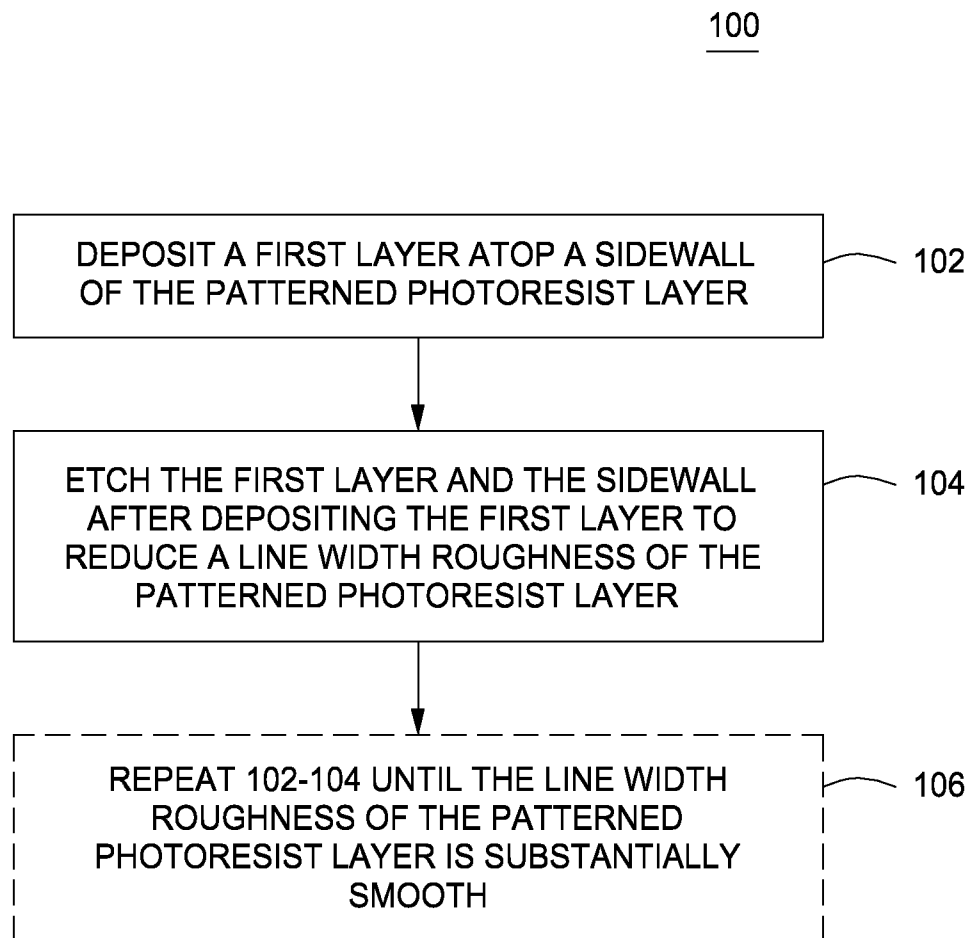 100
DEPOSIT A FIRST LAYER ATOP A SIDEWALL
OF THE PATTERNED PHOTORESIST LAYER
102
ETCH THE FIRST LAYER AND THE SIDEWALL
AFTER DEPOSITING THE FIRST LAYER TO
REDUCE A LINE WIDTH ROUGHNESS OF THE
PATTERNED PHOTORESIST LAYER
104
REPEAT 102-104 UNTIL THE LINE WIDTH
ROUGHNESS OF THE PATTERNED
PHOTORESIST LAYER IS SUBSTANTIALLY
SMOOTH
106